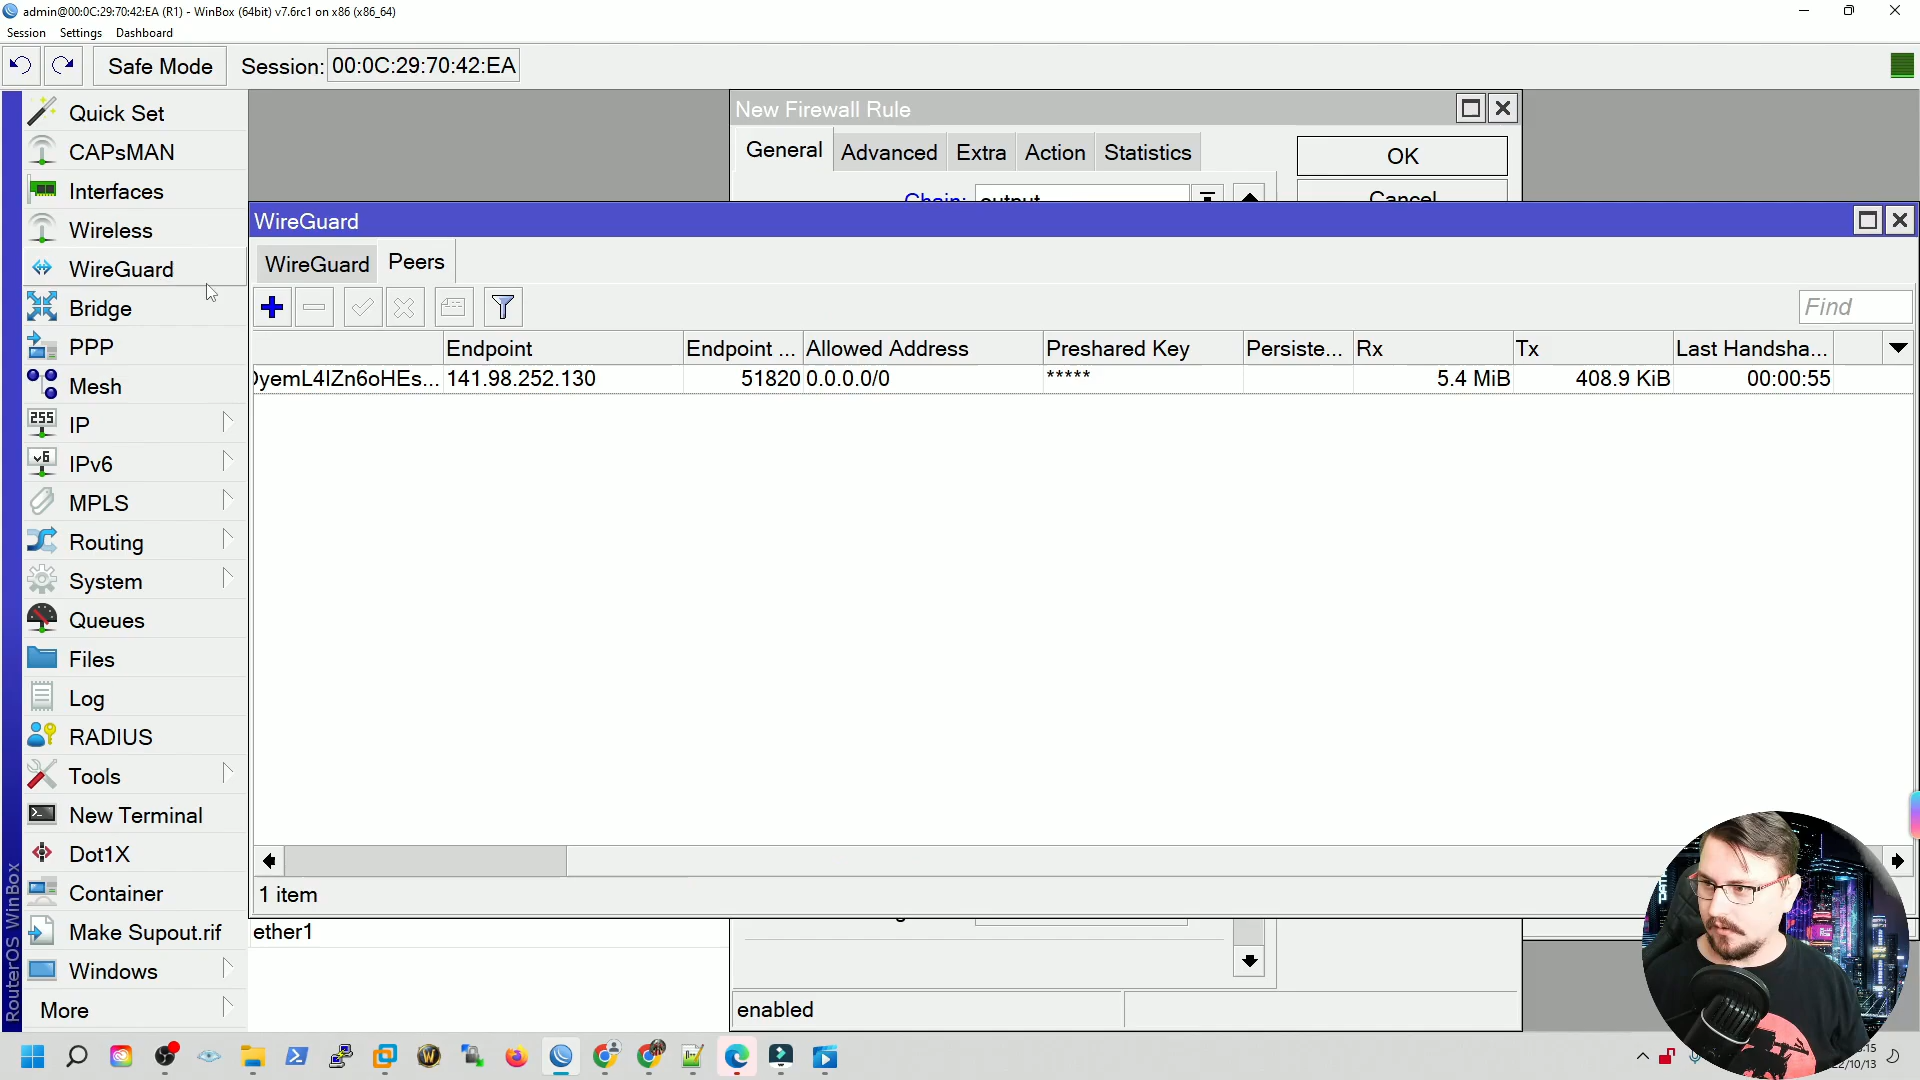 admin@00:0C:29:70:42:EA (R1) - WinBox (64bit) v7.6rc1 on x86 (x86_64)
Session Settings Dashboard
Safe Mode Session: 00:0C:29:70:42:EA
Quick Set
CAPsMAN
Interfaces
Wireless
WireGuard
Bridge
PPP
Mesh
IP
IPv6
MPLS
Routing
System
Queues
Files
Log
RADIUS
Tools
New Terminal
Dot1X
Container
Make Supout.rif
Windows
More
RouterOS WinBox
New Firewall Rule
General Advanced Extra Action Statistics
OK
Chain: output
Cancel
WireGuard
WireGuard Peers
Find
Endpoint Endpoint ... Allowed Address Preshared Key Persiste... Rx Tx Last Handsha...
yemL4IZn6oHEs... 141.98.252.130 51820 0.0.0.0/0 ***** 5.4 MiB 408.9 KiB 00:00:55
1 item
ether1
enabled